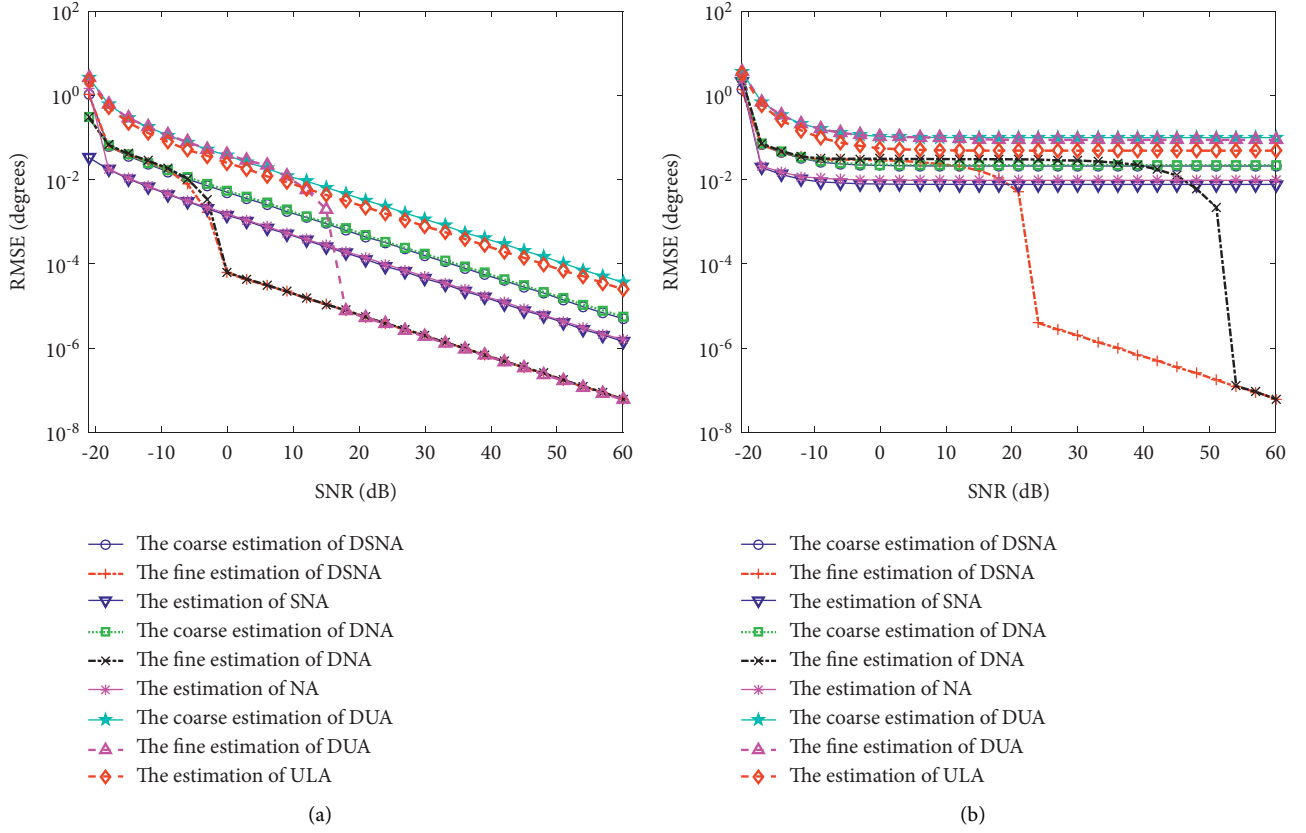 10^2
10^0
10^-2
10^-4
10^-6
10^-8
RMSE (degrees)
-20 -10 0 10 20 30 40 50 60
SNR (dB)
The coarse estimation of DSNA
The fine estimation of DSNA
The estimation of SNA
The coarse estimation of DNA
The fine estimation of DNA
The estimation of NA
The coarse estimation of DUA
The fine estimation of DUA
The estimation of ULA
(a)
10^2
10^0
10^-2
10^-4
10^-6
10^-8
RMSE (degrees)
-20 -10 0 10 20 30 40 50 60
SNR (dB)
The coarse estimation of DSNA
The fine estimation of DSNA
The estimation of SNA
The coarse estimation of DNA
The fine estimation of DNA
The estimation of NA
The coarse estimation of DUA
The fine estimation of DUA
The estimation of ULA
(b)